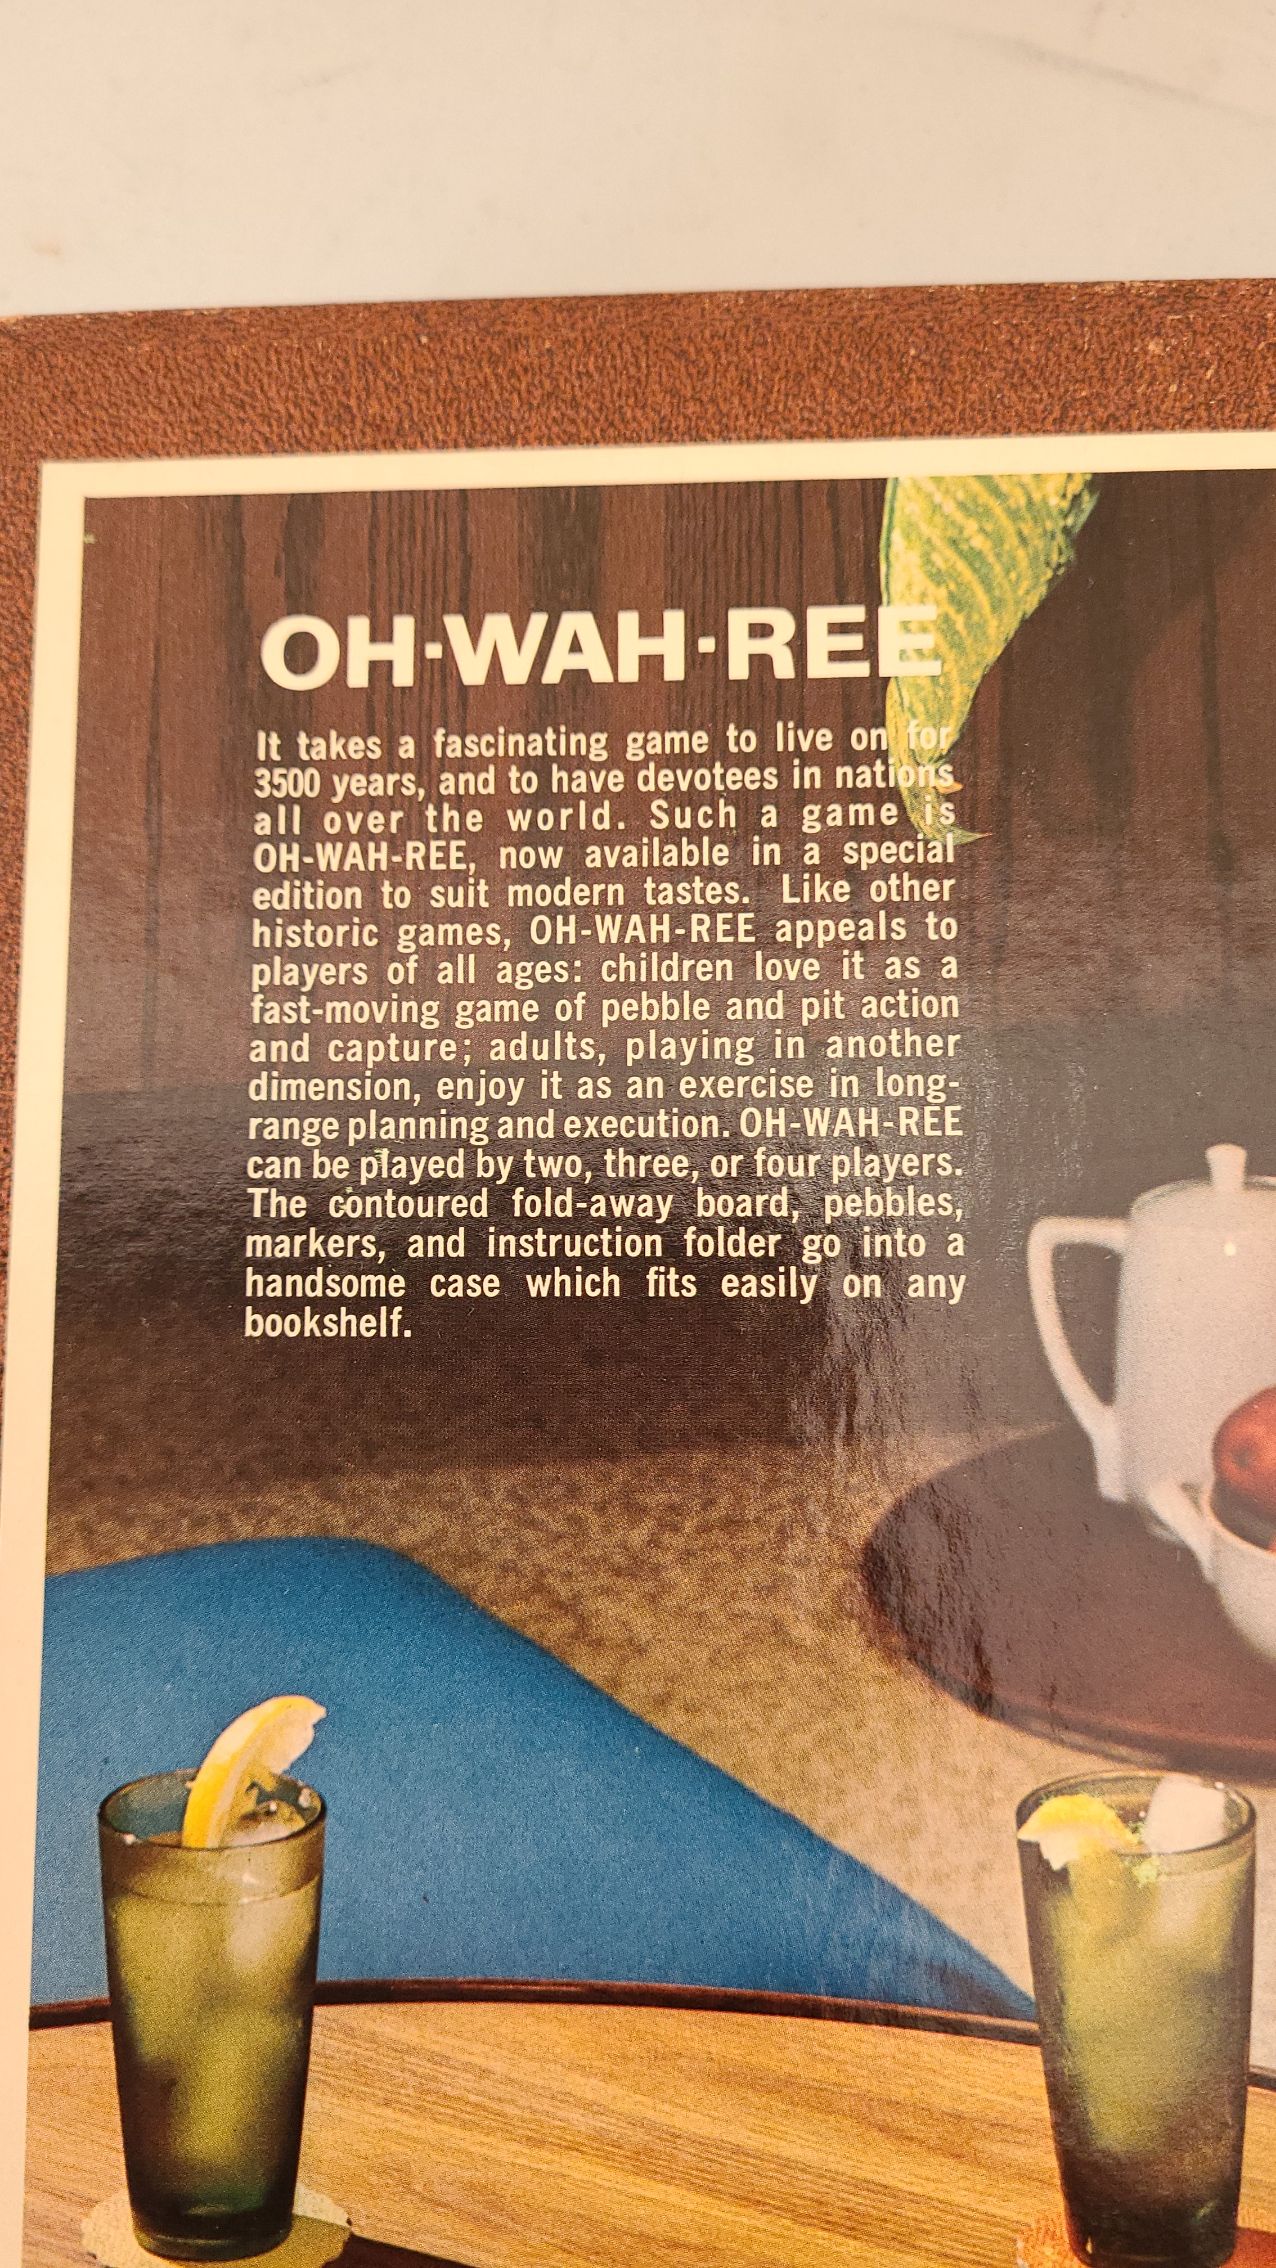 OH-WAH-REE
It takes a fascinating game to live on for
3500 years, and to have devotees in nations
all over the world. Such a game is
OH-WAH-REE, now available in a special
edition to suit modern tastes. Like other
historic games, OH-WAH-REE appeals to
players of all ages: children love it as a
fast-moving game of pebble and pit action
and capture; adults, playing in another
dimension, enjoy it as an exercise in long-
range planning and execution. OH-WAH-REE
can be played by two, three, or four players.
The contoured fold-away board, pebbles,
markers, and instruction folder go into a
handsome case which fits easily on any
bookshelf.